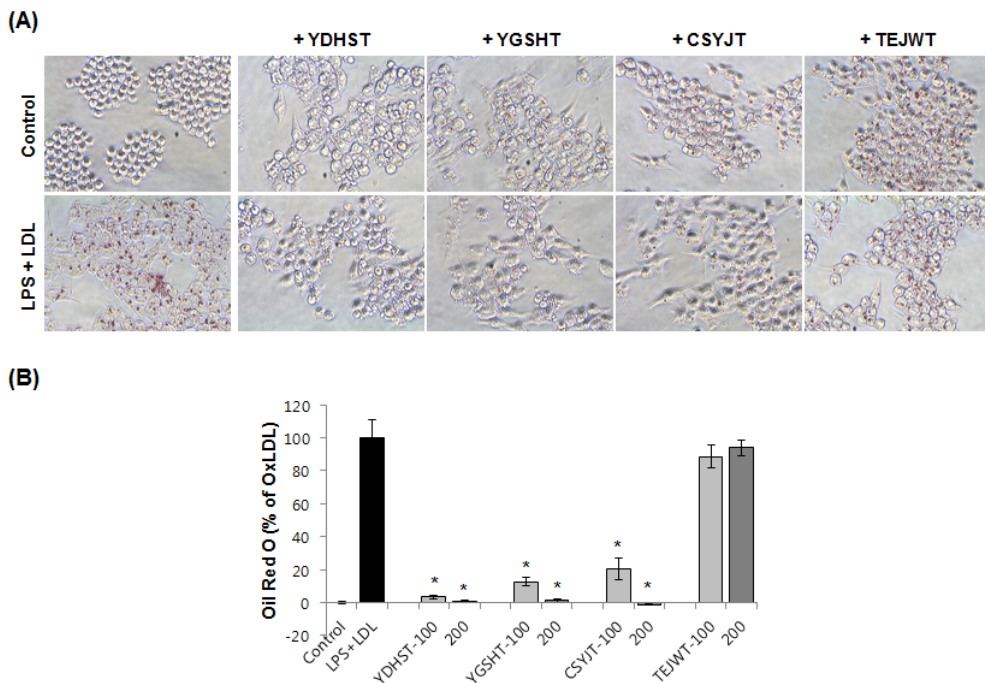 (A)
+ YDHST
+ YGSHT
+ CSYJT
+ TEJWT
Control
LPS + LDL
(B)
Oil Red O (% of OxLDL)
120
100
80
60
40
20
0
-20
*
*
*
*
*
*
Control
LPS+LDL
YDHST-100
200
YGSHT-100
200
CSYJT-100
200
TEJWT-100
200